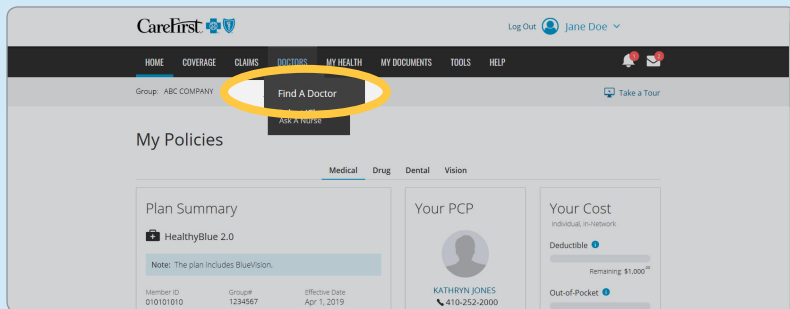 CareFirst
Log Out Jane Doe
HOME COVERAGE CLAIMS DOCTORS MY HEALTH MY DOCUMENTS TOOLS HELP
Group: ABC COMPANY
Find A Doctor
Take a Tour
Ask A Nurse
My Policies
Medical Drug Dental Vision
Plan Summary
HealthyBlue 2.0
Note: The plan includes BlueVision.
Member ID Group# Effective Date
010101010 1234567 Apr 1, 2019
Your PCP
KATHRYN JONES
410-252-2000
Your Cost
Individual, In-Network
Deductible
Remaining: $1,000
Out-of-Pocket